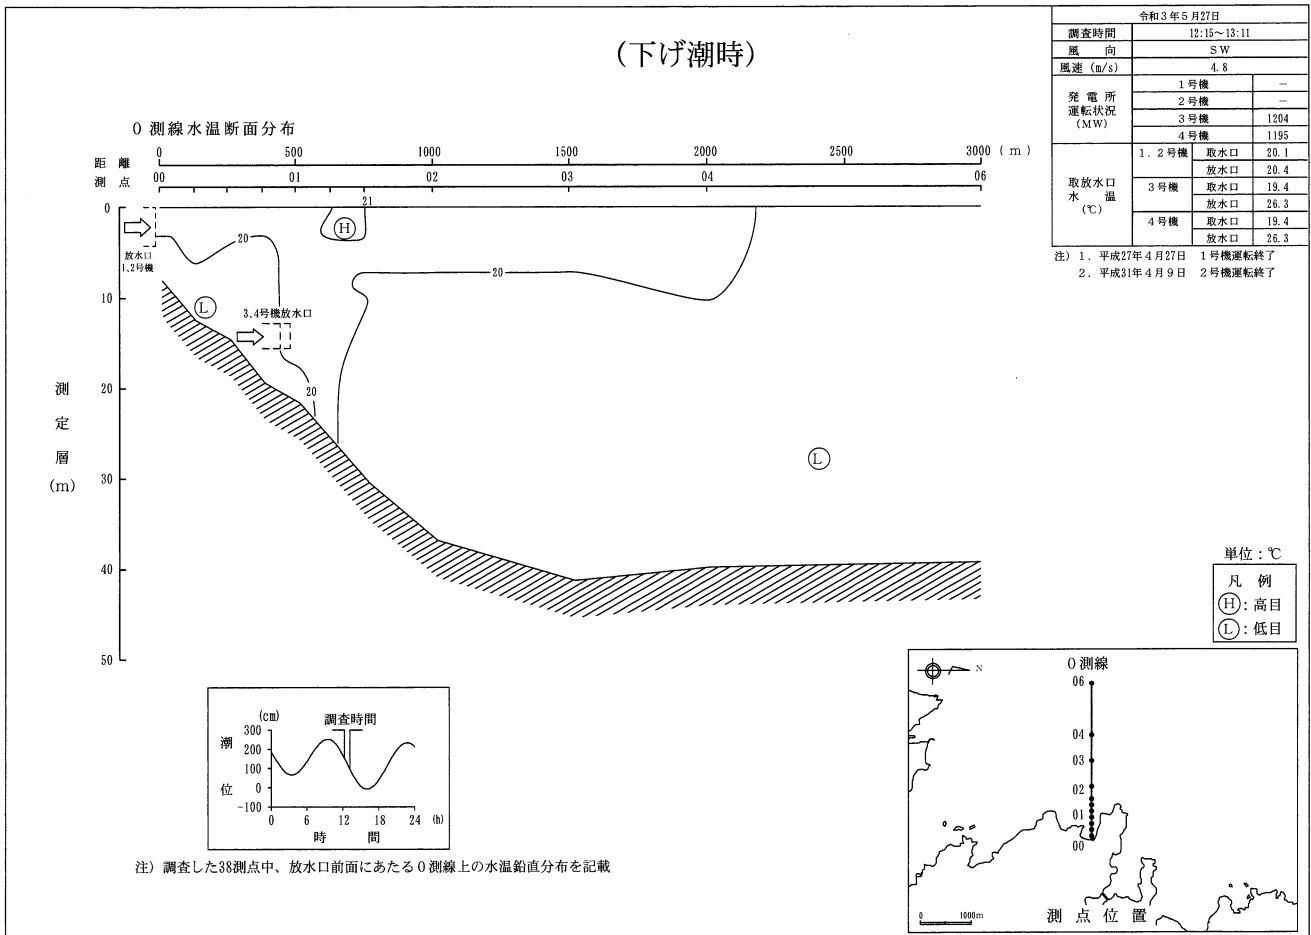 (下げ潮時)
令和3年5月27日
調査時間 12:15～13:11
風向 SW
風速 (m/s) 4.8
発電所運転状況 (MW)
1号機 －
2号機 －
3号機 1204
4号機 1195
取放水口水温 (℃)
1、2号機 取水口 20.1
放水口 20.4
3号機 取水口 19.4
放水口 26.3
4号機 取水口 19.4
放水口 26.3
注) 1. 平成27年4月27日 1号機運転終了
2. 平成31年4月9日 2号機運転終了
0測線水温断面分布
距離 0 500 1000 1500 2000 2500 3000 (m)
測点 00 01 02 03 04 06
0
21
H
20
放水口
1、2号機
20
10
L
3、4号機放水口
20
20
測定層 (m)
L
30
40
50
単位:℃
凡例
H:高目
L:低目
(cm)
調査時間
潮位
300
200
100
0
-100
0 6 12 18 24 (h)
時間
注) 調査した38測点中、放水口前面にあたる0測線上の水温鉛直分布を記載
0測線
N
06
04
03
02
01
00
0 1000m
測点位置